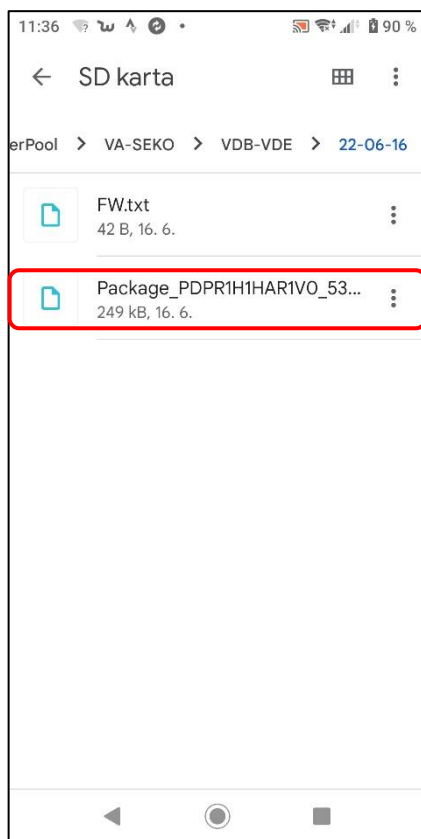 11:36 90 %
SD karta
erPool > VA-SEKO > VDB-VDE > 22-06-16
FW.txt
42 B, 16. 6.
Package_PDPR1H1HAR1VO_53...
249 kB, 16. 6.